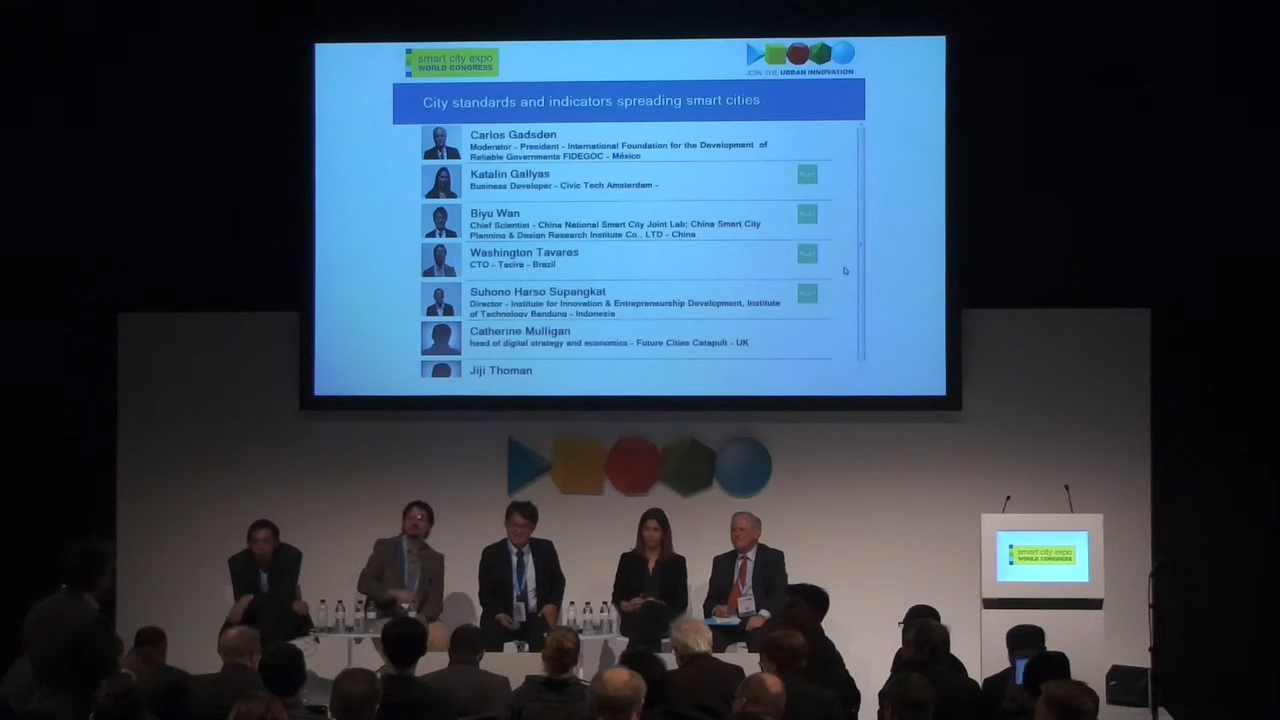 smart city expo
WORLD CONGRESS
JOIN THE URBAN INNOVATION
City standards and indicators spreading smart cities
Carlos Gadsden
Moderator - President - International Foundation for the Development of
Reliable Governments FIDEGOC - México
Katalin Gallyas
Business Developer - Civic Tech Amsterdam -
PLAY
Biyu Wan
Chief Scientist - China National Smart City Joint Lab; China Smart City
Planning & Design Research Institute Co., LTD - China
PLAY
Washington Tavares
CTO - Tacira - Brazil
PLAY
Suhono Harso Supangkat
Director - Institute for Innovation & Entrepreneurship Development, Institute
of Technology Bandung - Indonesia
PLAY
Catherine Mulligan
head of digital strategy and economics - Future Cities Catapult - UK
Jiji Thoman
smart city expo
WORLD CONGRESS